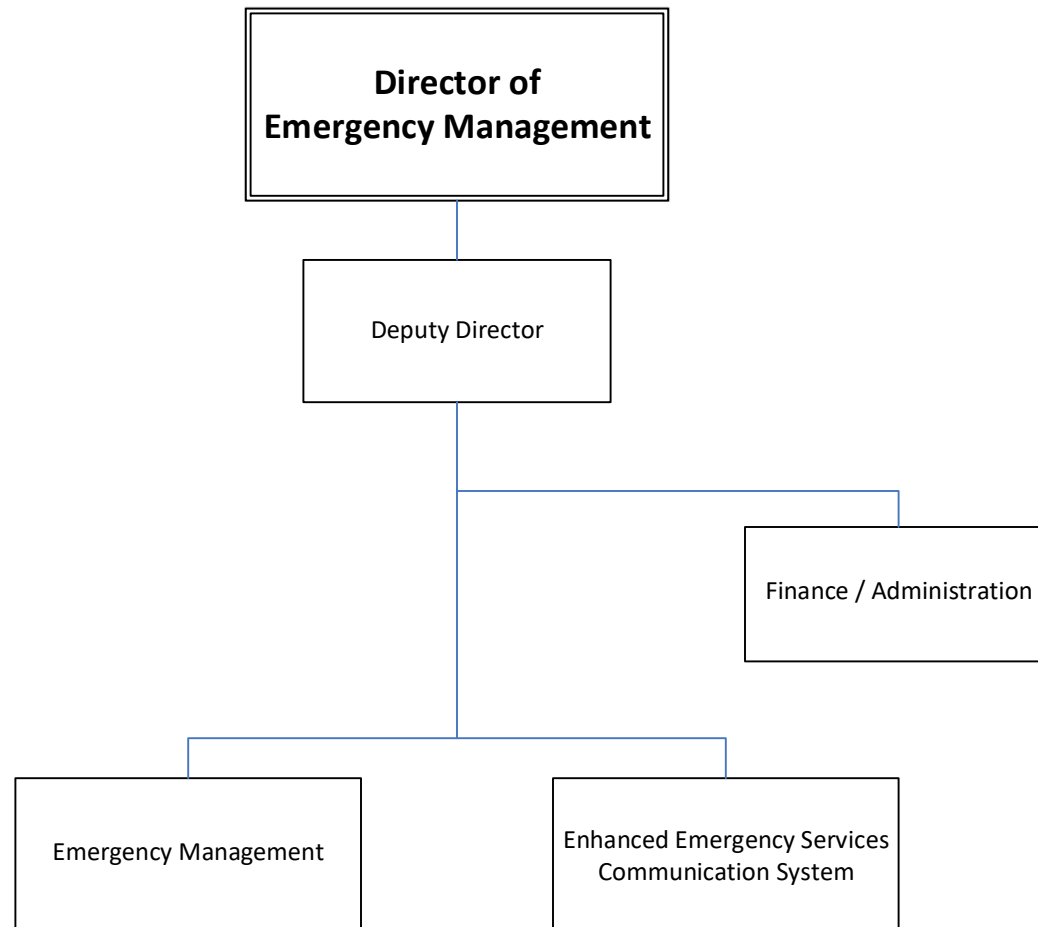 Director of
Emergency Management
Deputy Director
Finance / Administration
Emergency Management
Enhanced Emergency Services
Communication System